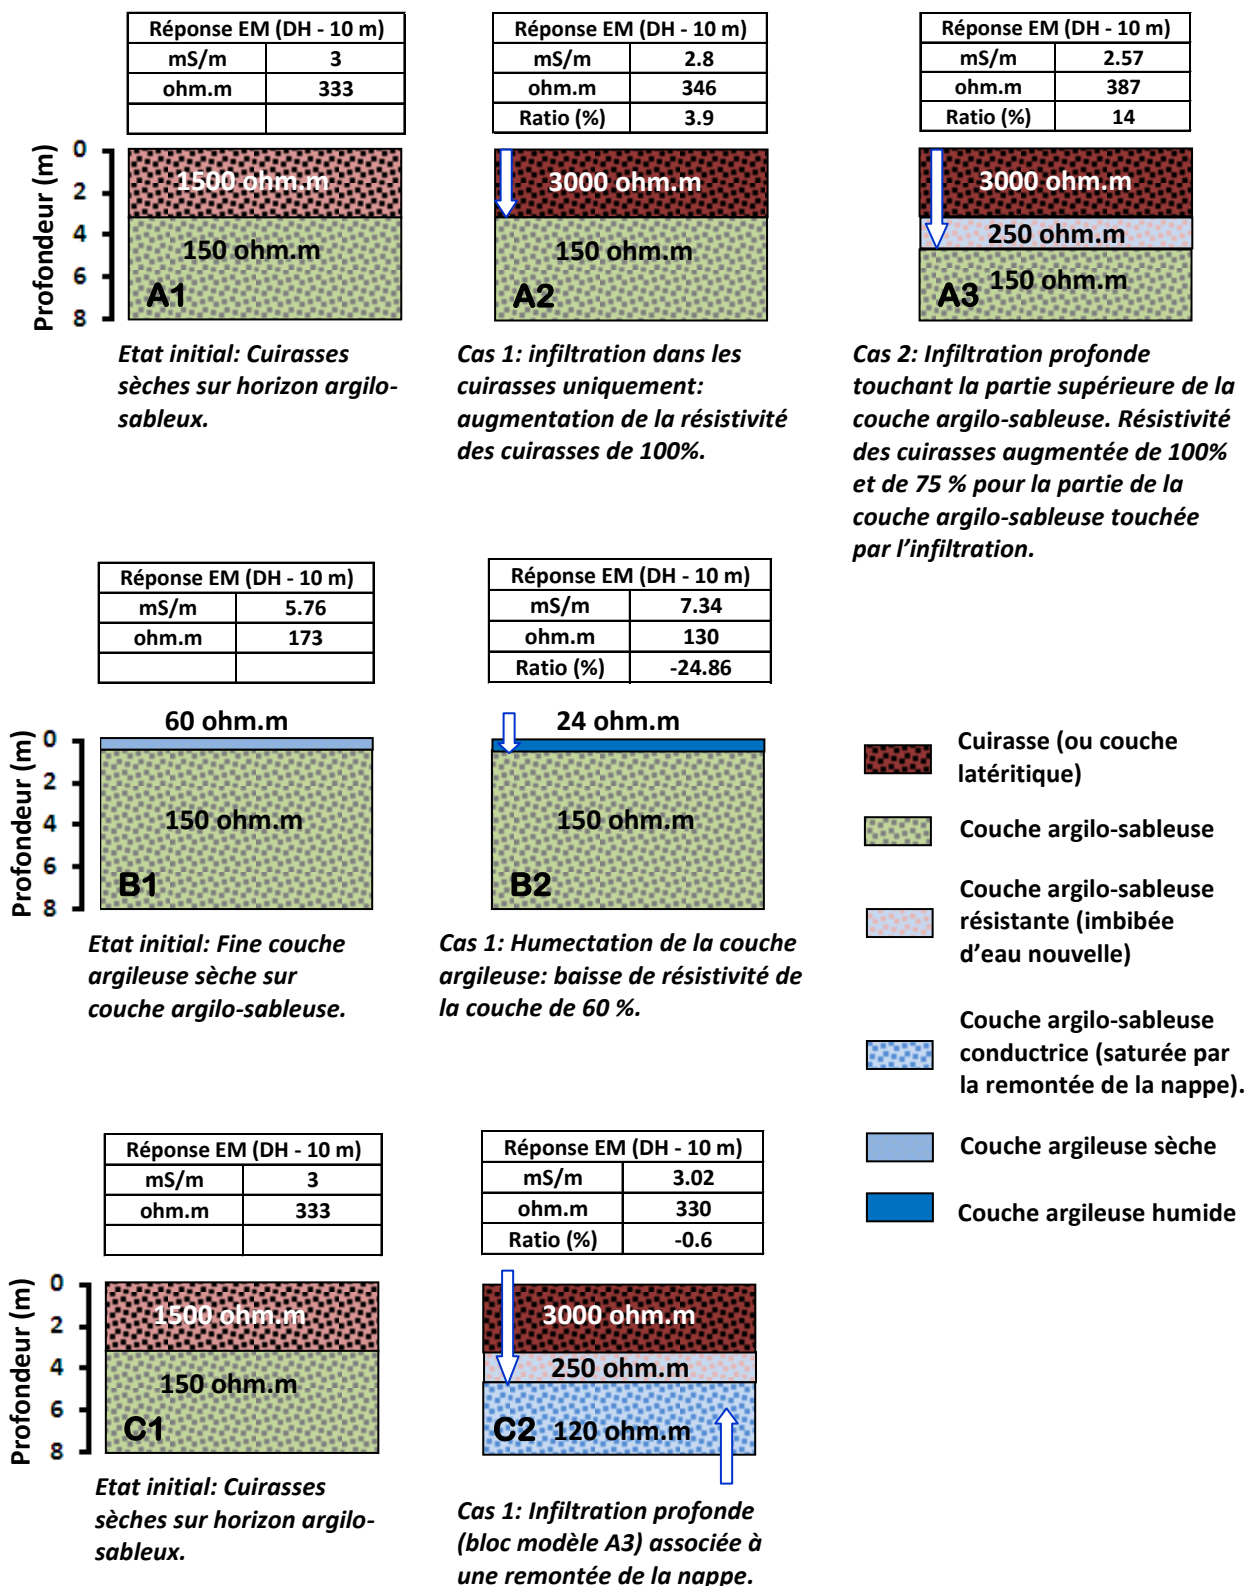 Réponse EM (DH - 10 m)
mS/m 3
ohm.m 333
Réponse EM (DH - 10 m)
mS/m 2.8
ohm.m 346
Ratio (%) 3.9
Réponse EM (DH - 10 m)
mS/m 2.57
ohm.m 387
Ratio (%) 14
Profondeur (m)
0
2
4
6
8
1500 ohm.m
150 ohm.m
A1
3000 ohm.m
150 ohm.m
A2
3000 ohm.m
250 ohm.m
150 ohm.m
A3
Etat initial: Cuirasses
sèches sur horizon argilo-
sableux.
Cas 1: infiltration dans les
cuirasses uniquement:
augmentation de la résistivité
des cuirasses de 100%.
Cas 2: Infiltration profonde
touchant la partie supérieure de la
couche argilo-sableuse. Résistivité
des cuirasses augmentée de 100%
et de 75 % pour la partie de la
couche argilo-sableuse touchée
par l'infiltration.
Réponse EM (DH - 10 m)
mS/m 5.76
ohm.m 173
Réponse EM (DH - 10 m)
mS/m 7.34
ohm.m 130
Ratio (%) -24.86
Profondeur (m)
0
2
4
6
8
60 ohm.m
150 ohm.m
B1
24 ohm.m
150 ohm.m
B2
Etat initial: Fine couche
argileuse sèche sur
couche argilo-sableuse.
Cas 1: Humectation de la couche
argileuse: baisse de résistivité de
la couche de 60 %.
Cuirasse (ou couche
latéritique)
Couche argilo-sableuse
Couche argilo-sableuse
résistante (imbibée
d'eau nouvelle)
Couche argilo-sableuse
conductrice (saturée par
la remontée de la nappe).
Couche argileuse sèche
Couche argileuse humide
Réponse EM (DH - 10 m)
mS/m 3
ohm.m 333
Réponse EM (DH - 10 m)
mS/m 3.02
ohm.m 330
Ratio (%) -0.6
Profondeur (m)
0
2
4
6
8
1500 ohm.m
150 ohm.m
C1
3000 ohm.m
250 ohm.m
C2 120 ohm.m
Etat initial: Cuirasses
sèches sur horizon argilo-
sableux.
Cas 1: Infiltration profonde
(bloc modèle A3) associée à
une remontée de la nappe.